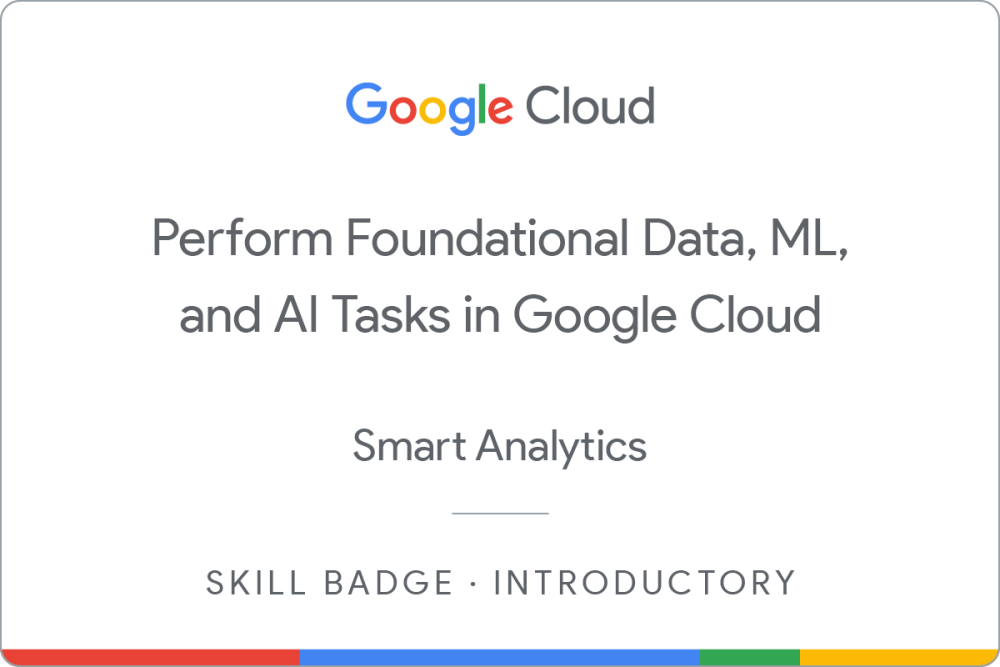 Google Cloud
Perform Foundational Data, ML,
and AI Tasks in Google Cloud
Smart Analytics
SKILL BADGE · INTRODUCTORY